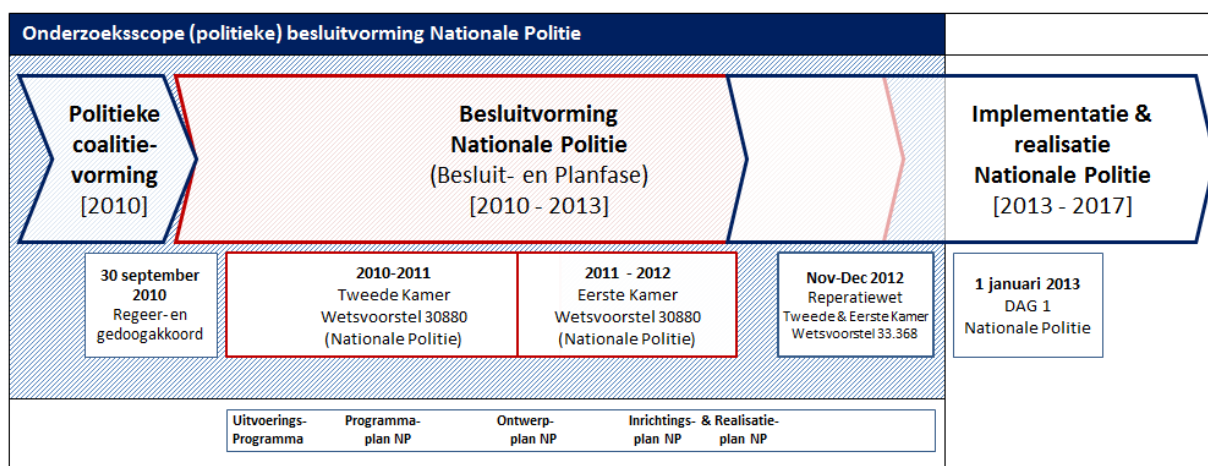 Onderzoeksscope (politieke) besluitvorming Nationale Politie
Politieke
coalitie-
vorming
[2010]
Besluitvorming
Nationale Politie
(Besluit- en Planfase)
[2010 - 2013]
Implementatie &
realisatie
Nationale Politie
[2013 - 2017]
30 september
2010
Regeer- en
gedoogakkoord
2010-2011
Tweede Kamer
Wetsvoorstel 30880
(Nationale Politie)
2011 - 2012
Eerste Kamer
Wetsvoorstel 30880
(Nationale Politie)
Nov-Dec 2012
Reperatiewet
Tweede & Eerste Kamer
Wetsvoorstel 33.368
1 januari 2013
DAG 1
Nationale Politie
Uitvoerings- Programma- Ontwerp- Inrichtings- & Realisatie-
Programma plan NP plan NP plan NP plan NP